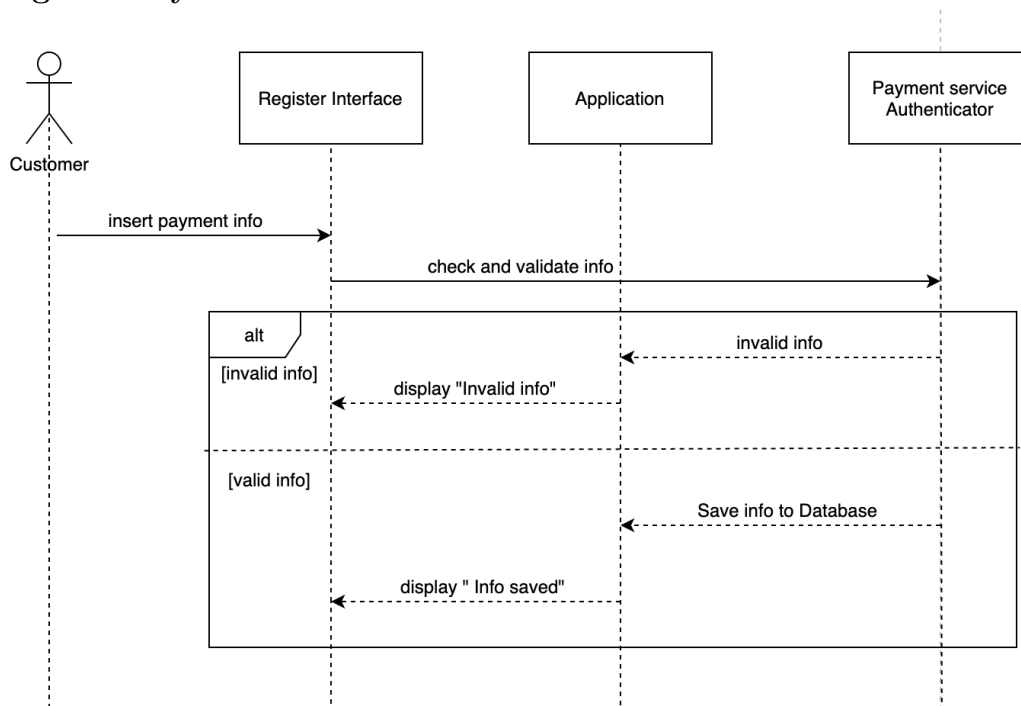 Register Interface
Application
Payment service
Authenticator
Customer
insert payment info
check and validate info
alt
invalid info
[invalid info]
display "Invalid info"
[valid info]
Save info to Database
display " Info saved"